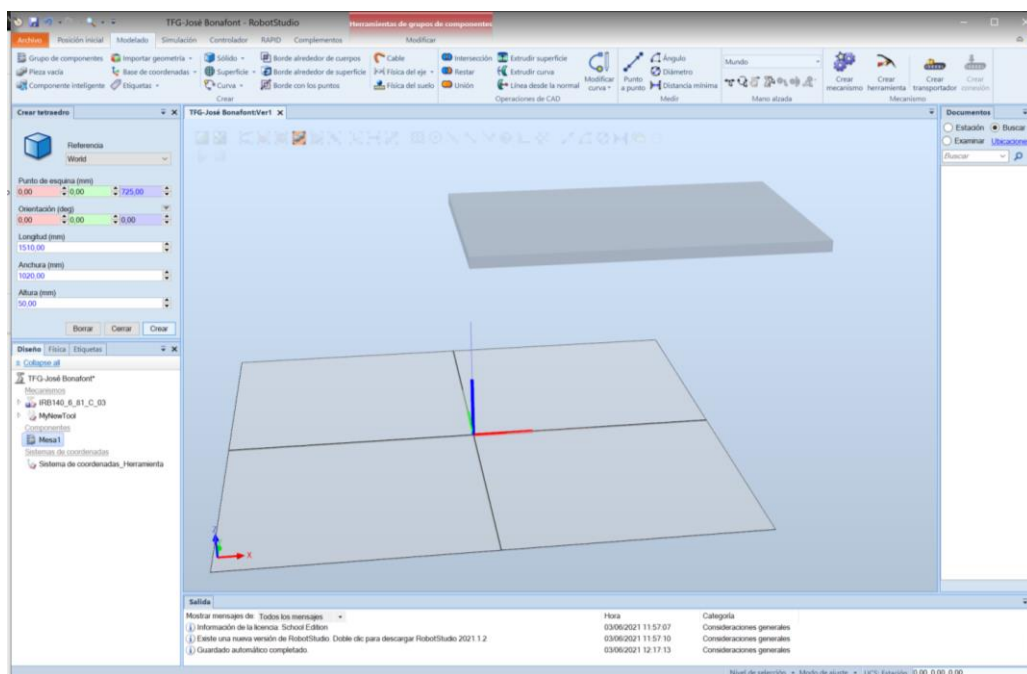 TFG-José Bonafont - RobotStudio
Herramientas de grupos de componentes
Archivo Posición inicial Modelado Simulación Controlador RAPID Complementos Modificar
Grupo de componentes Importar geometría Sólido Borde alrededor de cuerpos Cable Intersección Extrudir superficie Ángulo Mundo
Pieza vacía Base de coordenadas Superficie Borde alrededor de superficie Física del eje Restar Extrudir curva Modificar Punto Diámetro Crear Crear Crear Crear
Componente inteligente Etiquetas Curva Borde con los puntos Física del suelo Unión Línea desde la normal curva a punto Distancia mínima mecanismo herramienta transportador conexión
Crear Operaciones de CAD Medir Mano alzada Mecanismo
Crear tetraedro
TFG-José Bonafont:Ver1 X
Documentos
Estación Buscar
Examinar Ubicacione
Buscar
Referencia
World
Punto de esquina (mm)
0,00 0,00 725,00
Orientación (deg)
0,00 0,00 0,00
Longitud (mm)
1510,00
Anchura (mm)
1020,00
Altura (mm)
50,00
Borrar Cerrar Crear
Diseño Física Etiquetas
Collapse all
TFG-José Bonafont*
Mecanismos
IRB140_6_81_C_03
MyNewTool
Componentes
Mesa1
Sistemas de coordenadas
Sistema de coordenadas_Herramienta
Z
X
Salida
Mostrar mensajes de: Todos los mensajes Hora Categoría
Información de la licencia: School Edition 03/06/2021 11:57:07 Consideraciones generales
Existe una nueva versión de RobotStudio. Doble clic para descargar RobotStudio 2021.1.2 03/06/2021 11:57:10 Consideraciones generales
Guardado automático completado. 03/06/2021 12:17:13 Consideraciones generales
Nivel de selección Modo de ajuste UCS: Estación 0.00, 0.00, 0.00